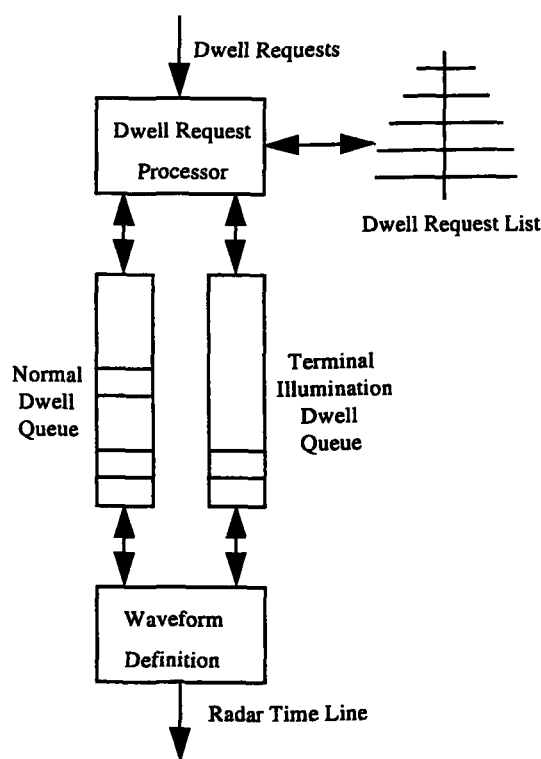 Dwell Requests
Dwell Request
Processor
Dwell Request List
Normal
Dwell
Queue
Terminal
Illumination
Dwell
Queue
Waveform
Definition
Radar Time Line